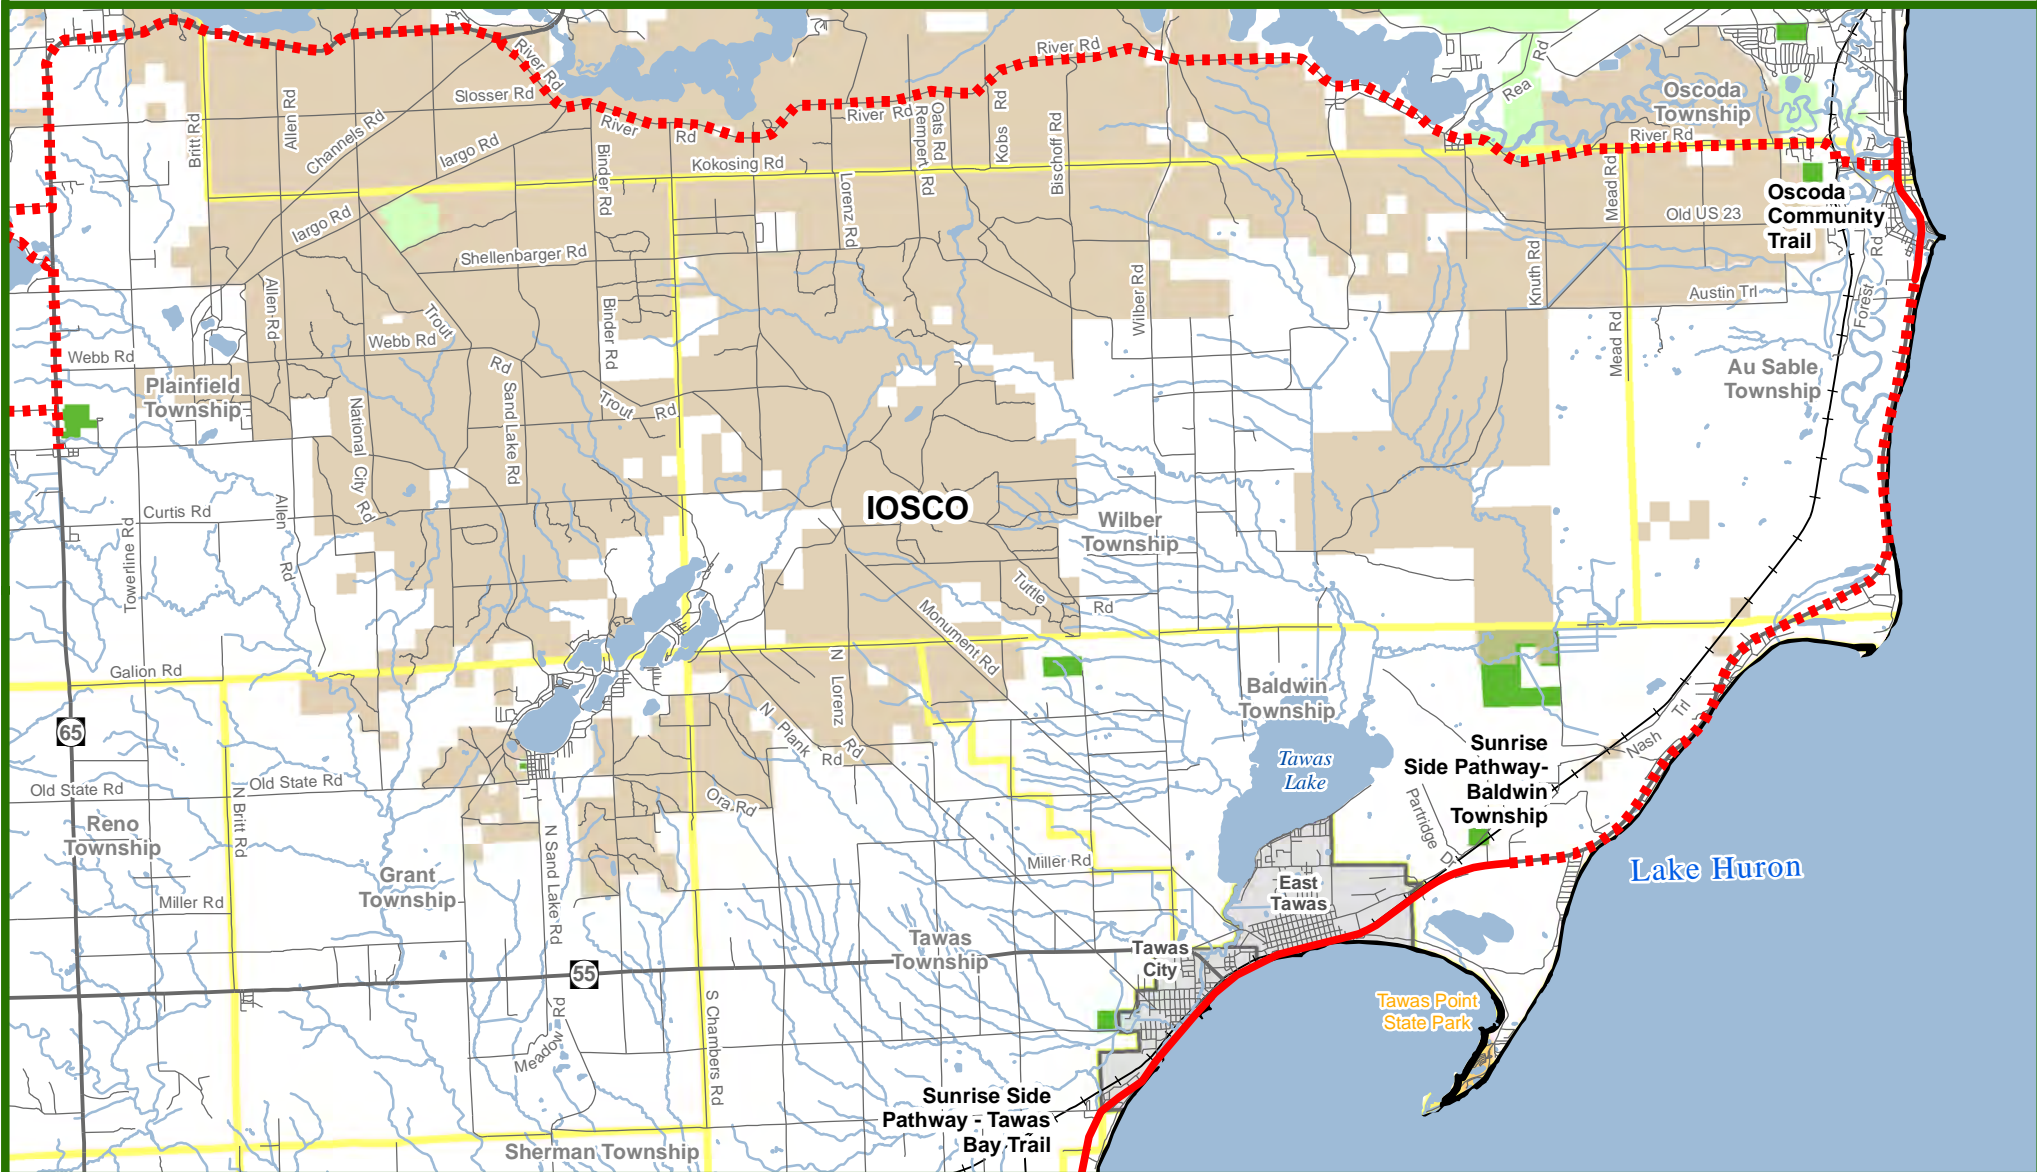 River Rd
River Rd
Slosser Rd
River
Rd
River Rd
Oats Rd
Rempert Rd
Kobs Rd
Bischoff Rd
Rea Rd
Oscoda
Township
River Rd
Britt Rd
Allen Rd
Channels Rd
Iargo Rd
Binder Rd
Kokosing Rd
Lorenz Rd
Mead Rd
Oscoda
Community
Trail
Old US 23
Iargo Rd
Shellenbarger Rd
Wilber Rd
Knuth Rd
Forest Rd
Austin Trl
Allen Rd
Trout
Rd
Binder Rd
Webb Rd
Webb Rd
Mead Rd
Plainfield
Township
Au Sable
Township
National City Rd
Sand Lake Rd
Trout Rd
IOSCO
Curtis Rd
Allen Rd
Towerline Rd
Wilber
Township
Tuttle
Rd
Monument Rd
Galion Rd
N Lorenz Rd
N Plank
Rd
Baldwin
Township
65
Tawas
Lake
Nash Trl
Sunrise
Side Pathway-
Baldwin
Township
Partridge Dr
Old State Rd
Old State Rd
N Britt Rd
Ora Rd
Reno
Township
N Sand Lake Rd
Miller Rd
Lake Huron
Grant
Township
Miller Rd
East
Tawas
Tawas
Township
Tawas
City
55
Tawas Point
State Park
S Chambers Rd
Meadow Rd
Sunrise Side
Pathway - Tawas
Bay Trail
Sherman Township